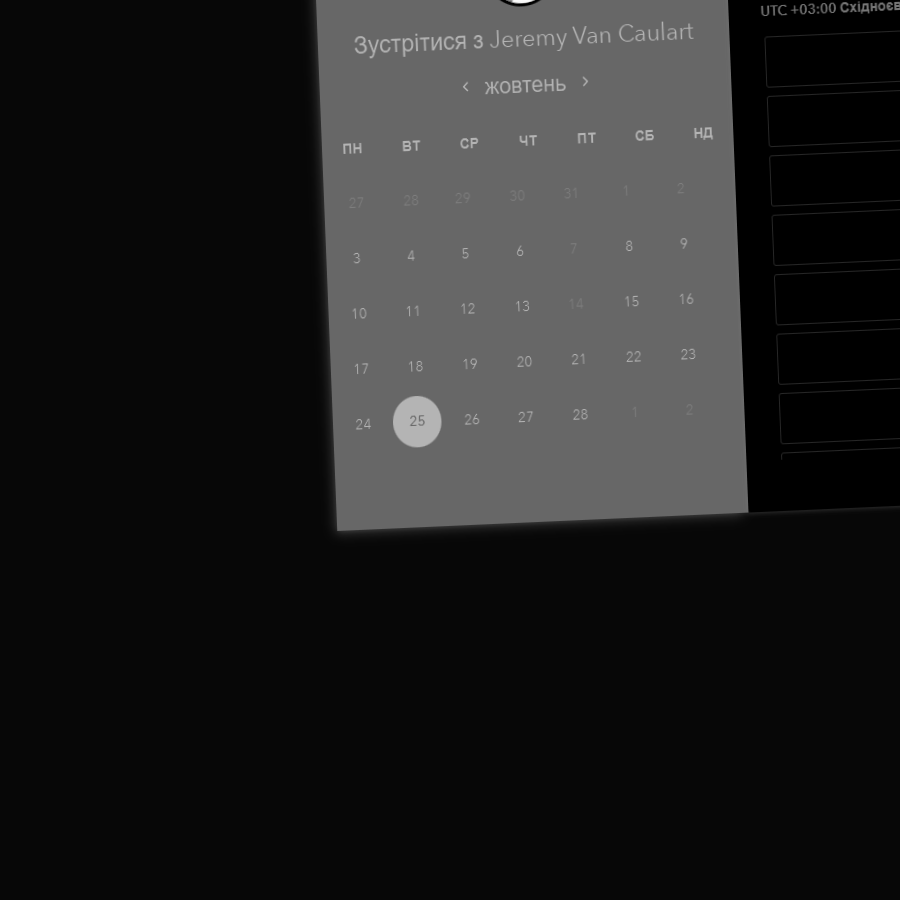 Зустрітися з Jeremy Van Caulart
‹ жовтень ›
ПН ВТ СР ЧТ ПТ СБ НД
27 28 29 30 31 1 2
3 4 5 6 7 8 9
10 11 12 13 14 15 16
17 18 19 20 21 22 23
24 25 26 27 28 1 2
UTC +03:00